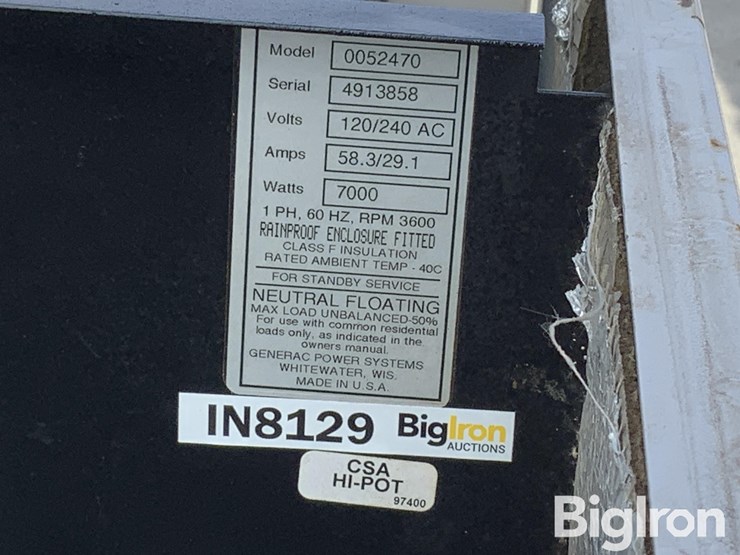 Model 0052470
Serial 4913858
Volts 120/240 AC
Amps 58.3/29.1
Watts 7000
1 PH, 60 HZ, RPM 3600
RAINPROOF ENCLOSURE FITTED
CLASS F INSULATION
RATED AMBIENT TEMP - 40C
FOR STANDBY SERVICE
NEUTRAL FLOATING
MAX LOAD UNBALANCED-50%
For use with common residential
loads only, as indicated in the
owners manual.
GENERAC POWER SYSTEMS
WHITEWATER, WIS.
MADE IN U.S.A.
IN8129 BigIron
AUCTIONS
CSA
HI-POT
97400
BigIron